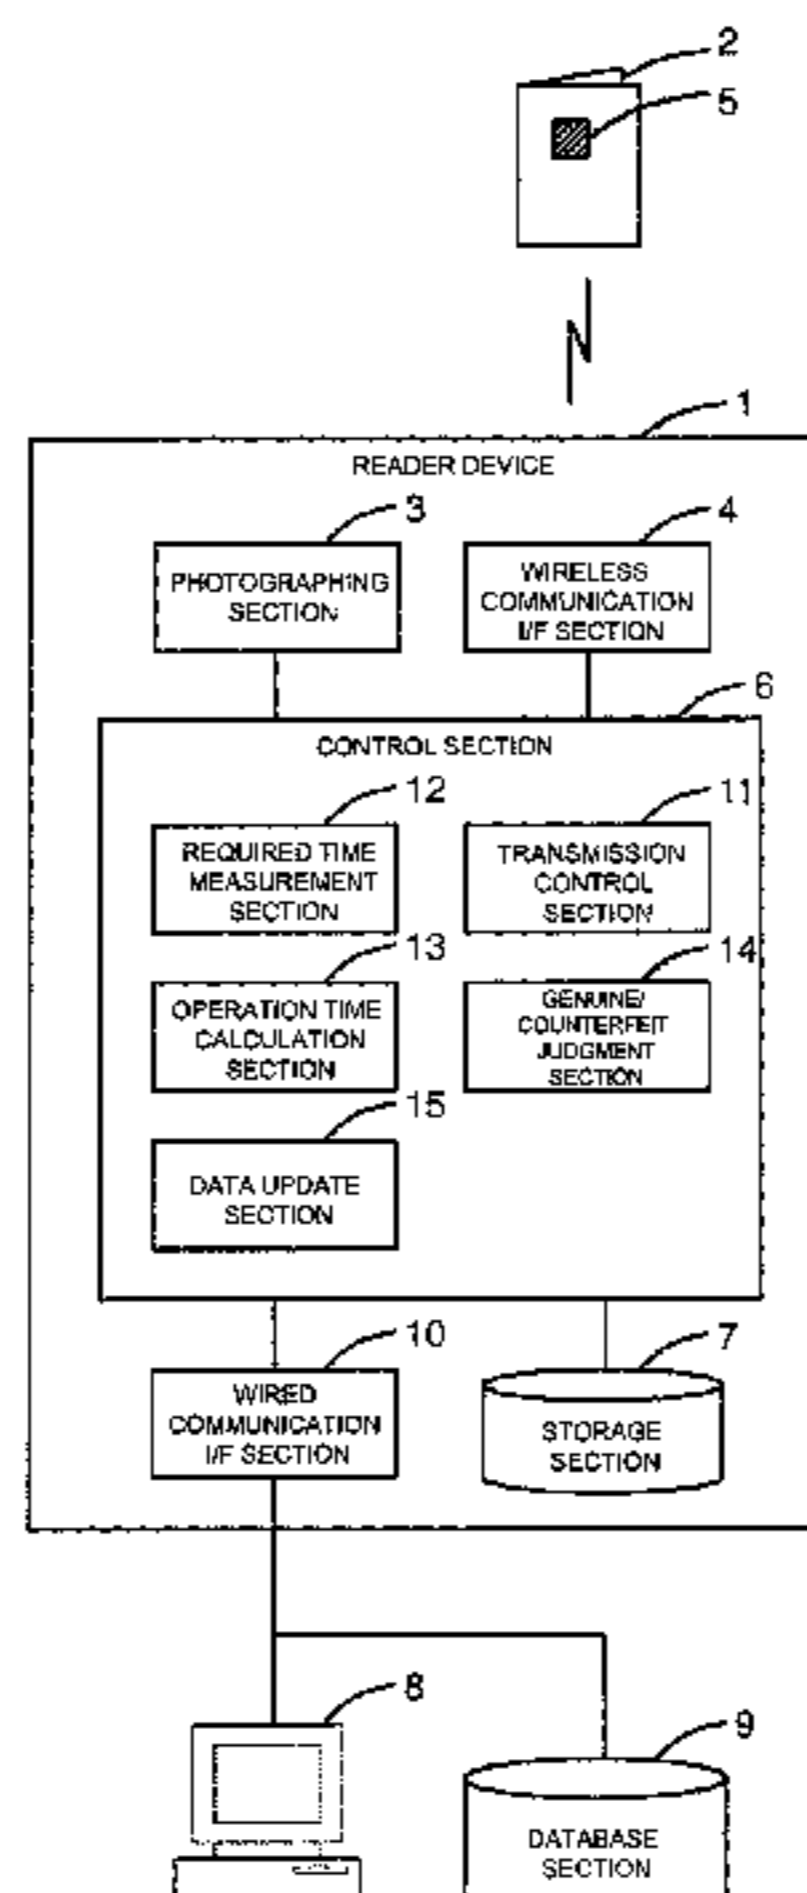 2
5
1
READER DEVICE
3
4
PHOTOGRAPHING
SECTION
WIRELESS
COMMUNICATION
I/F SECTION
6
CONTROL SECTION
12
11
REQUIRED TIME
MEASUREMENT
SECTION
TRANSMISSION
CONTROL
SECTION
13
14
OPERATION TIME
CALCULATION
SECTION
GENUINE/
COUNTERFEIT
JUDGMENT
SECTION
15
DATA UPDATE
SECTION
10
7
WIRED
COMMUNICATION
I/F SECTION
STORAGE
SECTION
8
9
DATABASE
SECTION